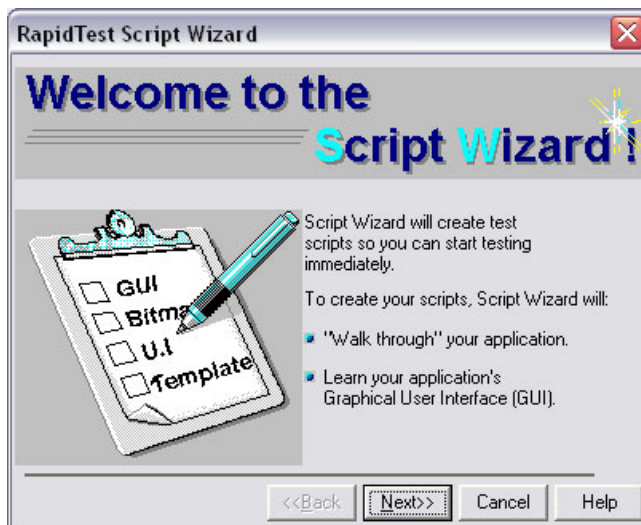 RapidTest Script Wizard
Welcome to the
Script Wizard !
GUI
Bitma
U.I
Template
Script Wizard will create test
scripts so you can start testing
immediately.
To create your scripts, Script Wizard will:
"Walk through" your application.
Learn your application's
Graphical User Interface (GUI).
<<Back
Next>>
Cancel
Help